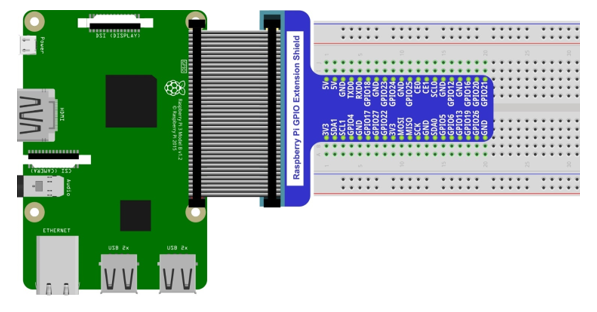 DSI (DISPLAY)
Power
HDMI
CSI (CAMERA)
Audio
ETHERNET
USB 2x
USB 2x
Raspberry Pi 3 Model B v1.2
© Raspberry Pi 2015
Raspberry Pi GPIO Extension Shield
5V
5V
GND
TXD0
RXD0
GPIO18
GND
GPIO23
GPIO24
GND
GPIO25
CE0
CE1
SCL0
GND
GPIO12
GND
GPIO16
GPIO20
GPIO21
3V3
SDA1
SCL1
GPIO4
GND
GPIO17
GPIO27
GPIO22
3V3
MOSI
MISO
SCK
GND
SDA0
GPIO5
GPIO6
GPIO13
GPIO19
GPIO26
GND